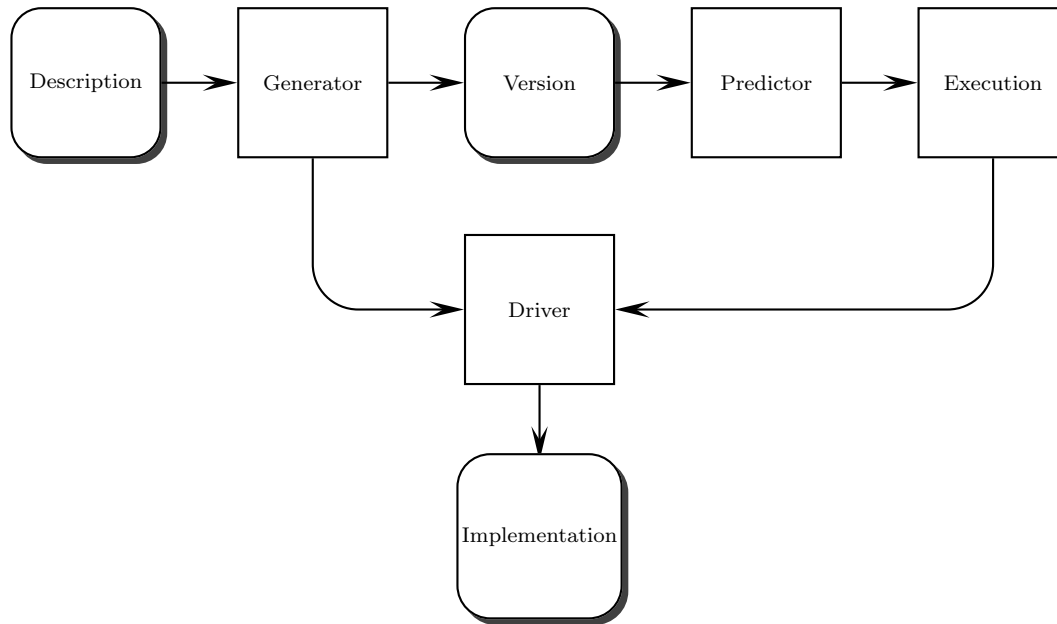 Description
Generator
Version
Predictor
Execution
Driver
Implementation